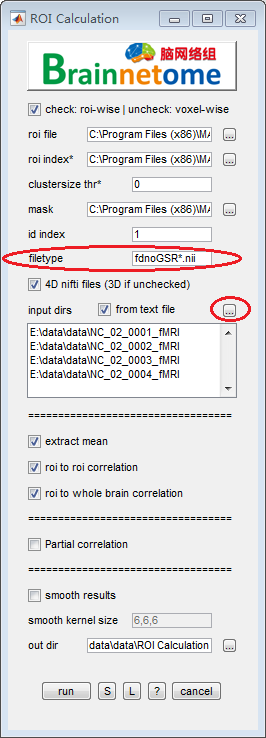 ROI Calculation
脑网络组
Brainnetome
check: roi-wise | uncheck: voxel-wise
roi file C:\Program Files (x86)\MA ...
roi index* C:\Program Files (x86)\MA ...
clustersize thr* 0
mask C:\Program Files (x86)\MA ...
id index 1
filetype fdnoGSR*.nii
4D nifti files (3D if unchecked)
input dirs from text file ...
E:\data\data\NC_02_0001_fMRI
E:\data\data\NC_02_0002_fMRI
E:\data\data\NC_02_0003_fMRI
E:\data\data\NC_02_0004_fMRI
==================================
extract mean
roi to roi correlation
roi to whole brain correlation
==================================
Partial correlation
==================================
smooth results
smooth kernel size 6,6,6
out dir data\data\ROI Calculation ...
run S L ? cancel